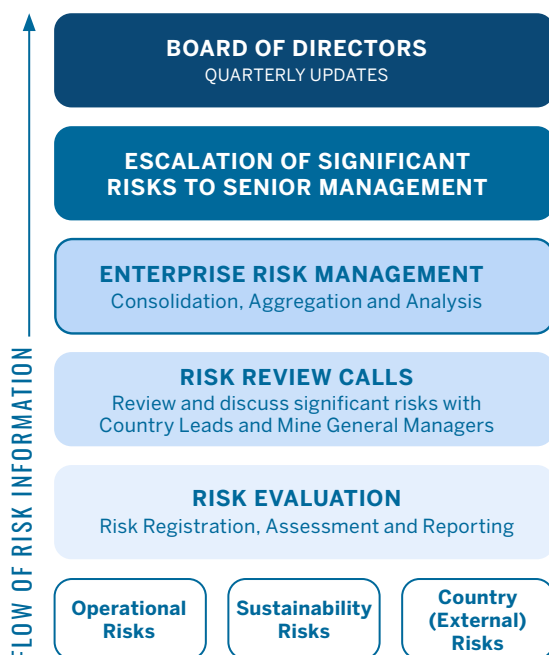 BOARD OF DIRECTORS
QUARTERLY UPDATES
ESCALATION OF SIGNIFICANT
RISKS TO SENIOR MANAGEMENT
ENTERPRISE RISK MANAGEMENT
Consolidation, Aggregation and Analysis
RISK REVIEW CALLS
Review and discuss significant risks with
Country Leads and Mine General Managers
RISK EVALUATION
Risk Registration, Assessment and Reporting
Operational
Risks
Sustainability
Risks
Country
(External)
Risks
FLOW OF RISK INFORMATION